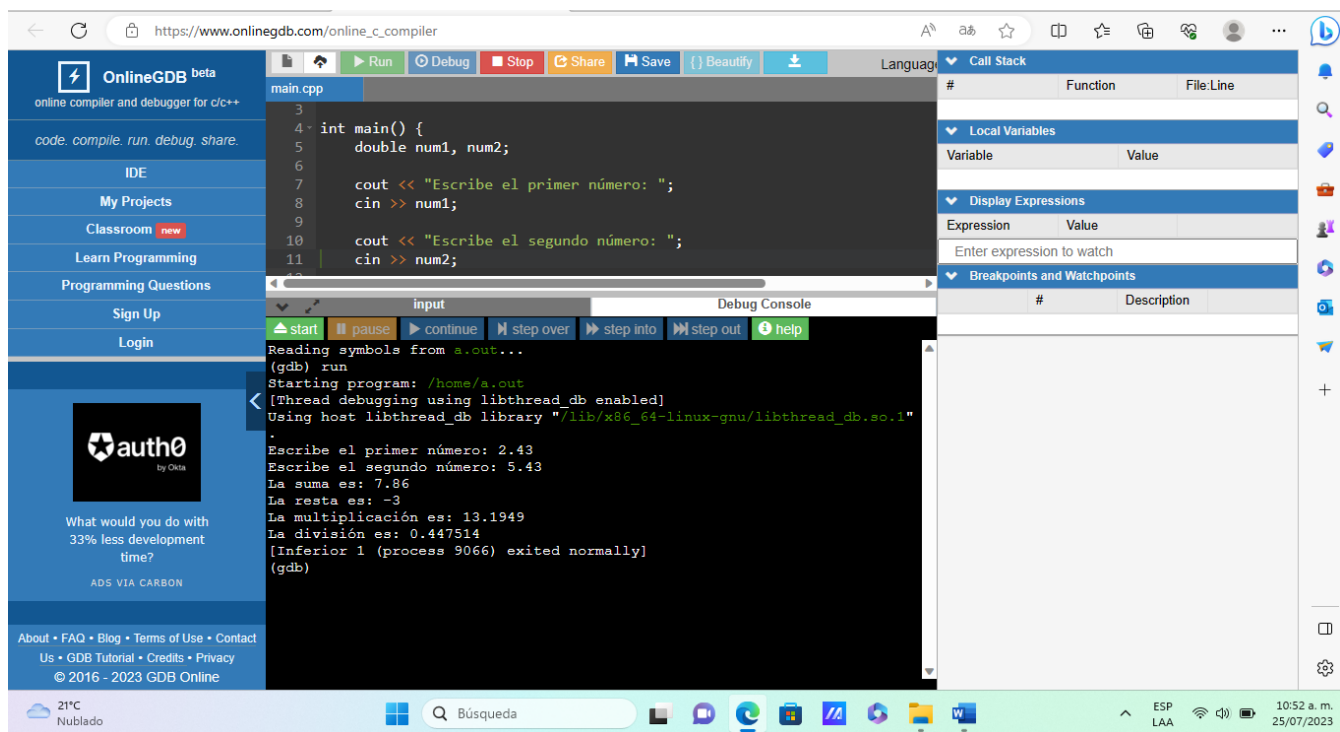 https://www.onlinegdb.com/online_c_compiler
OnlineGDB beta
online compiler and debugger for c/c++
code. compile. run. debug. share.
IDE
My Projects
Classroom new
Learn Programming
Programming Questions
Sign Up
Login
auth0
by Okta
What would you do with
33% less development
time?
ADS VIA CARBON
About • FAQ • Blog • Terms of Use • Contact
Us • GDB Tutorial • Credits • Privacy
© 2016 - 2023 GDB Online
Run Debug Stop Share Save {} Beautify Language
main.cpp
3
4 int main() {
5 double num1, num2;
6
7 cout << "Escribe el primer número: ";
8 cin >> num1;
9
10 cout << "Escribe el segundo número: ";
11 cin >> num2;
12
input Debug Console
start pause continue step over step into step out help
Reading symbols from a.out...
(gdb) run
Starting program: /home/a.out
[Thread debugging using libthread_db enabled]
Using host libthread_db library "/lib/x86_64-linux-gnu/libthread_db.so.1"
.
Escribe el primer número: 2.43
Escribe el segundo número: 5.43
La suma es: 7.86
La resta es: -3
La multiplicación es: 13.1949
La división es: 0.447514
[Inferior 1 (process 9066) exited normally]
(gdb)
Call Stack
# Function File:Line
Local Variables
Variable Value
Display Expressions
Expression Value
Enter expression to watch
Breakpoints and Watchpoints
# Description
21°C
Nublado
Búsqueda
ESP
LAA
10:52 a. m.
25/07/2023